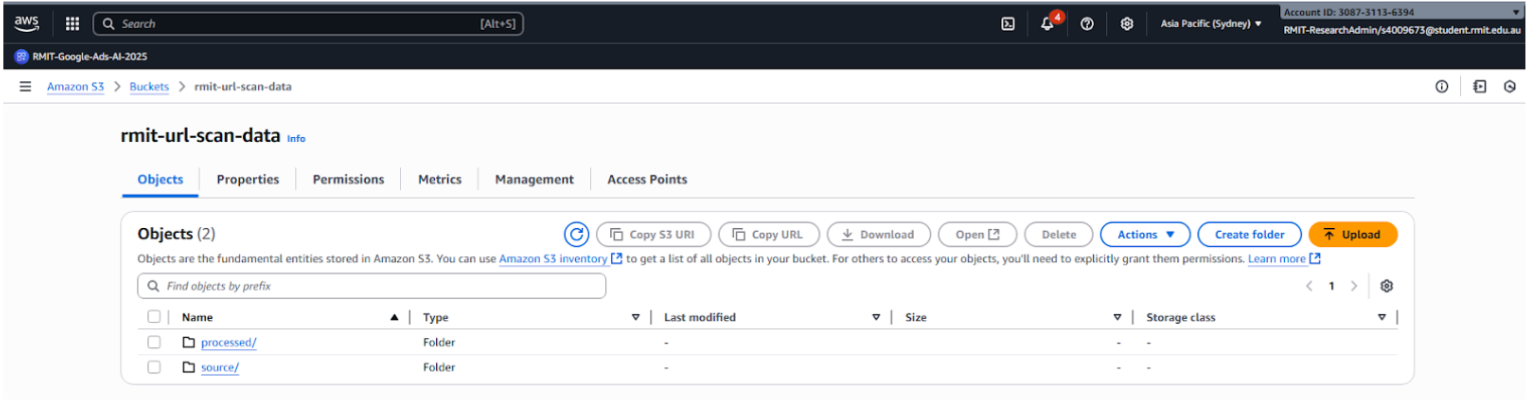 aws Search [Alt+S] 4 Asia Pacific (Sydney) ▼ Account ID: 3087-3113-6394 ▼
RMIT-ResearchAdmin/s4009673@student.rmit.edu.au
RMIT-Google-Ads-AI-2025
Amazon S3 > Buckets > rmit-url-scan-data
rmit-url-scan-data Info
Objects Properties Permissions Metrics Management Access Points
Objects (2) Copy S3 URI Copy URL Download Open Delete Actions ▼ Create folder Upload
Objects are the fundamental entities stored in Amazon S3. You can use Amazon S3 inventory to get a list of all objects in your bucket. For others to access your objects, you'll need to explicitly grant them permissions. Learn more
Find objects by prefix < 1 >
Name ▲ Type Last modified Size Storage class
processed/ Folder - - -
source/ Folder - - -